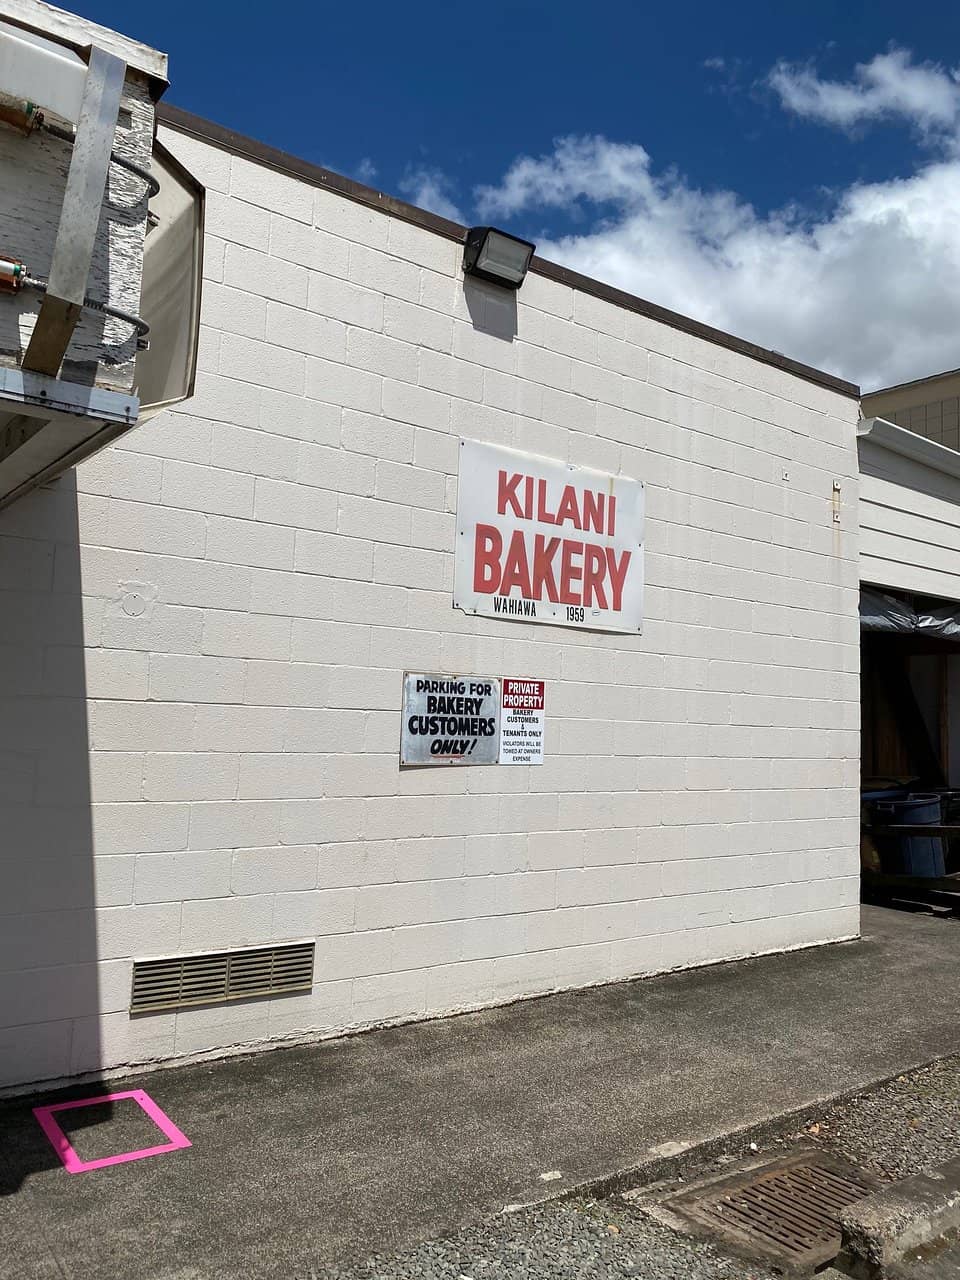 KILANI
BAKERY
WAHIAWA 1959
PARKING FOR
BAKERY
CUSTOMERS
ONLY!
PRIVATE
PROPERTY
BAKERY
CUSTOMERS
&
TENANTS ONLY
VIOLATORS WILL BE
TOWED AT OWNERS
EXPENSE